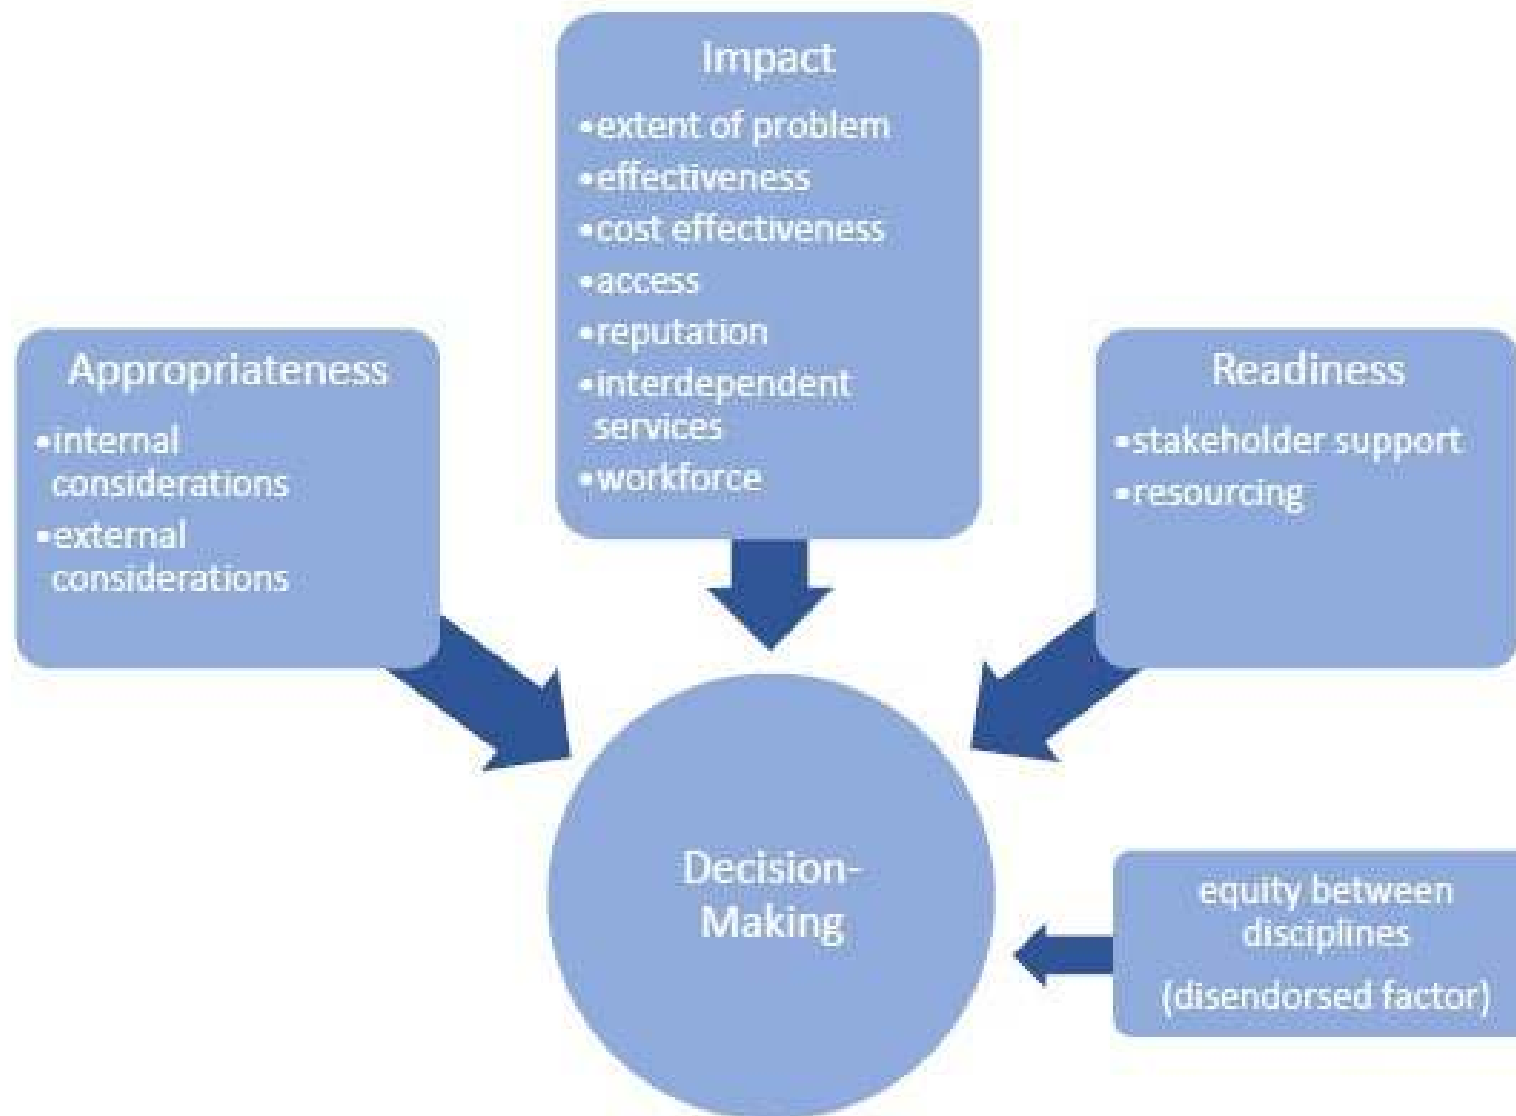 Impact
•extent of problem
•effectiveness
•cost effectiveness
•access
•reputation
•interdependent
services
•workforce
Appropriateness
•internal
considerations
•external
considerations
Readiness
•stakeholder support
•resourcing
Decision-
Making
equity between
disciplines
(disendorsed factor)